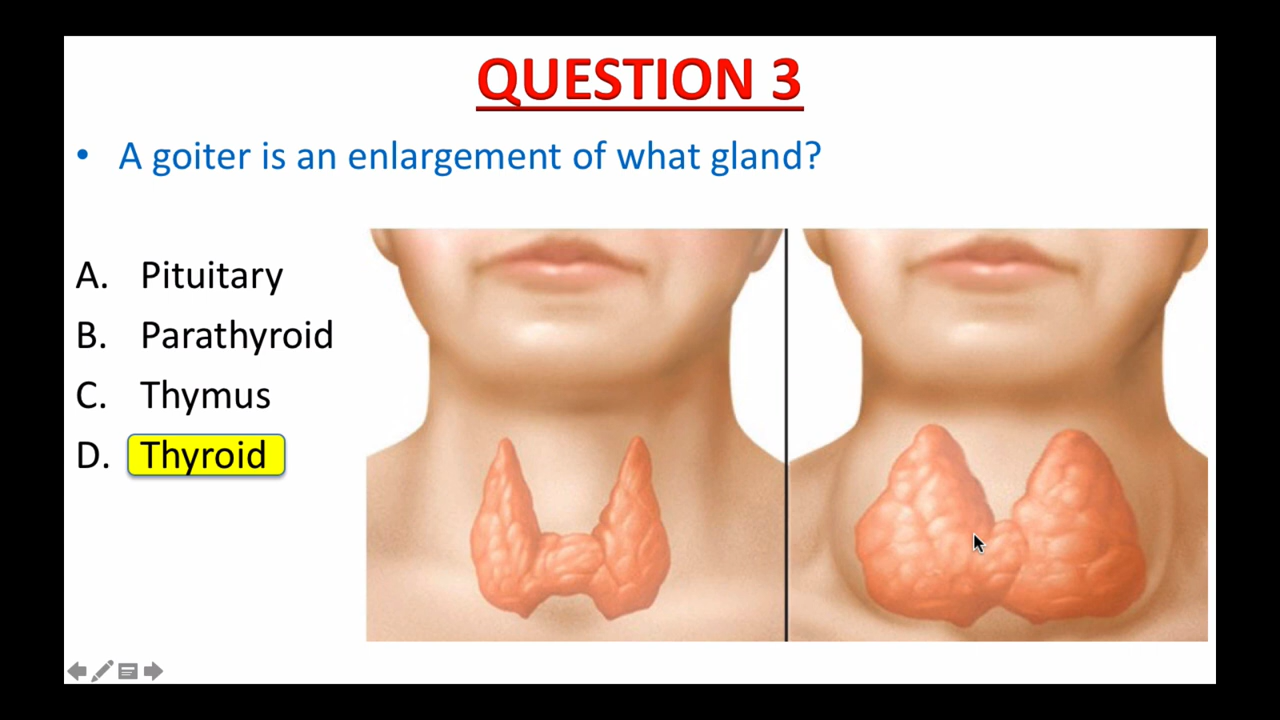 QUESTION 3
• A goiter is an enlargement of what gland?
A. Pituitary
B. Parathyroid
C. Thymus
D. Thyroid